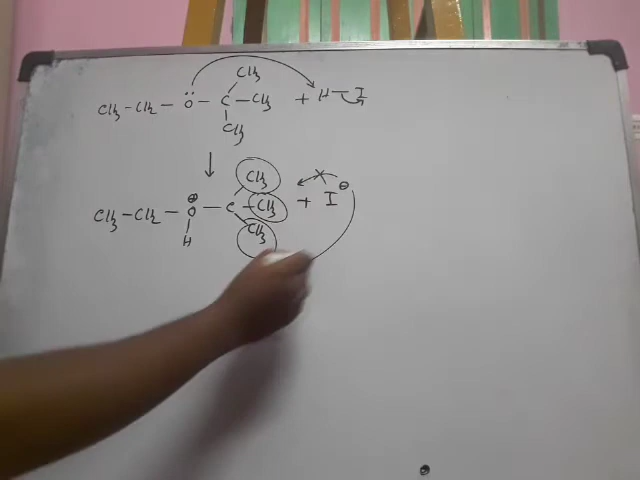 CH3
CH3-CH2-Ö-C-CH3 + H-I
CH3
↓
CH3
CH3-CH2-O⊕-C-CH3 + I⊖
H CH3